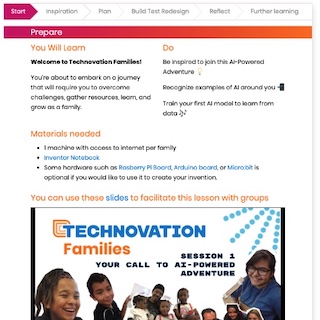 Start
Inspiration
Plan
Build Test Redesign
Reflect
Further learning
Prepare
You Will Learn
Welcome to Technovation Families!
You're about to embark on a journey
that will require you to overcome
challenges, gather resources, learn, and
grow as a family.
Do
Be inspired to join this AI-Powered
Adventure
Recognize examples of AI around you
Train your first AI model to learn from
data
Materials needed
1 machine with access to internet per family
Inventor Notebook
Some hardware such as Rasberry Pi Board, Arduino board, or Micro:bit is
optional if you would like to use it to create your invention.
You can use these slides to facilitate this lesson with groups
TECHNOVATION
Families
SESSION 1
YOUR CALL TO AI-POWERED
ADVENTURE